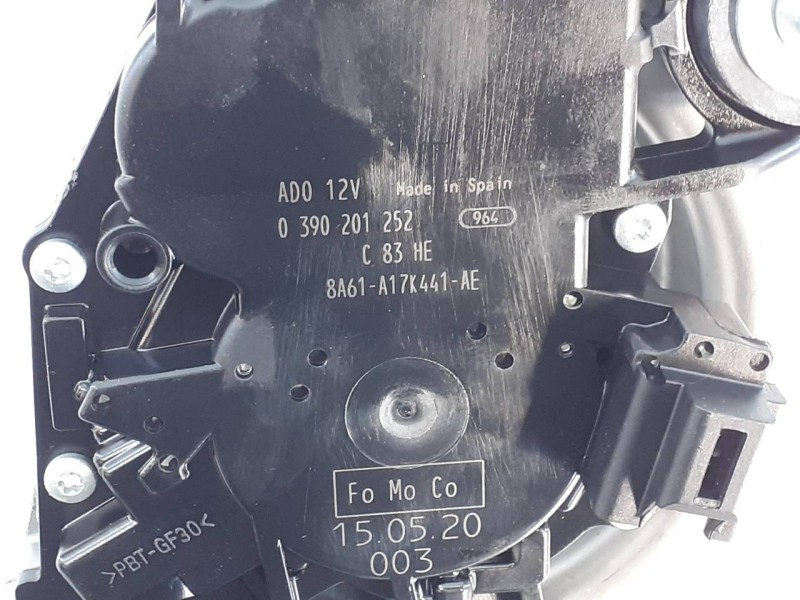 ADO 12V Made in Spain
0 390 201 252 964
C 83 HE
8A61-A17K441-AE
Fo Mo Co
15.05.20
003
>PBT-GF30<